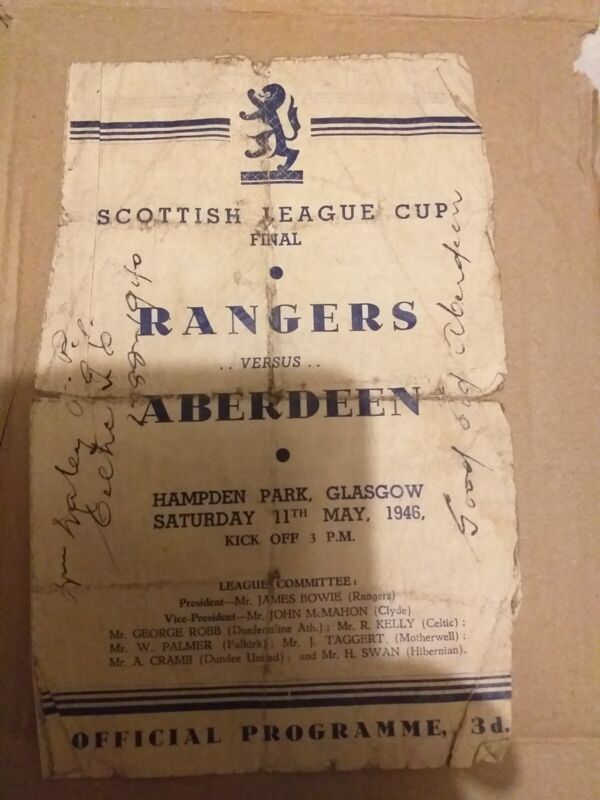 SCOTTISH LEAGUE CUP
FINAL
RANGERS
.. VERSUS ..
ABERDEEN
HAMPDEN PARK, GLASGOW
SATURDAY 11TH MAY, 1946,
KICK OFF 3 P.M.
LEAGUE COMMITTEE:
President—Mr. JAMES BOWIE (Rangers)
Vice-President—Mr. JOHN McMAHON (Clyde)
Mr. GEORGE ROBB (Dunfermline Ath.); Mr. R. KELLY (Celtic);
Mr. W. PALMER (Falkirk); Mr. J. TAGGERT (Motherwell);
Mr. A. CRAMB (Dundee United); and Mr. H. SWAN (Hibernian).
OFFICIAL PROGRAMME, 3d.
Good old Aberdeen